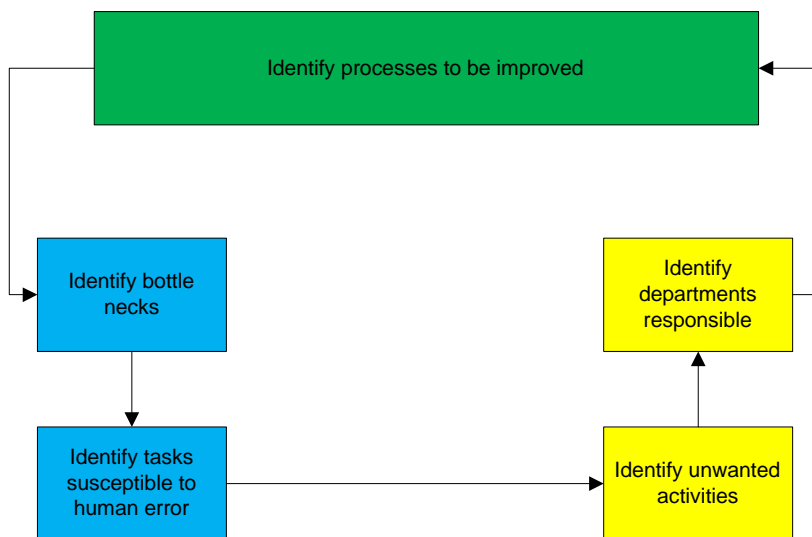 Identify processes to be improved
Identify bottle
necks
Identify
departments
responsible
Identify tasks
susceptible to
human error
Identify unwanted
activities